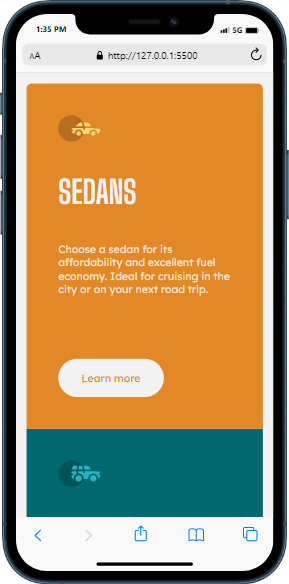 1:35 PM 5G
AA http://127.0.0.1:5500
SEDANS
Choose a sedan for its
affordability and excellent fuel
economy. Ideal for cruising in the
city or on your next road trip.
Learn more